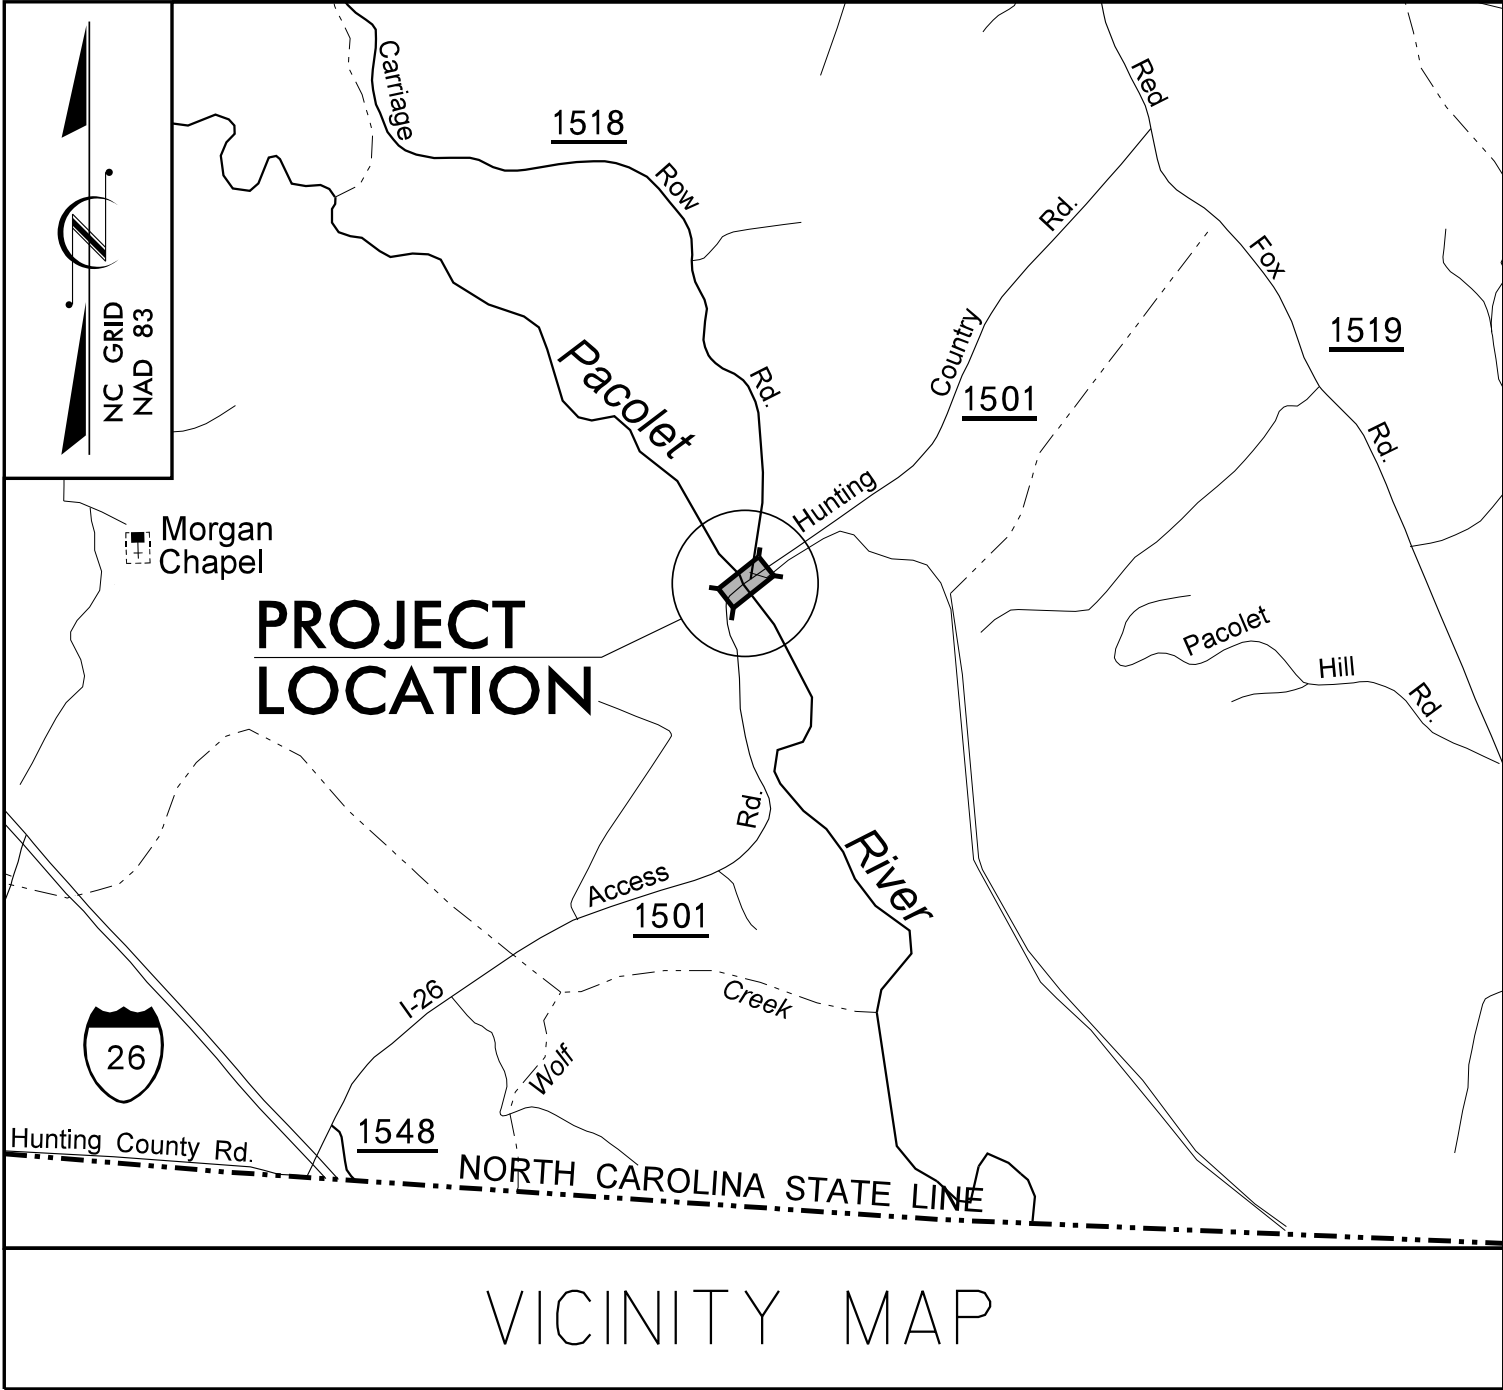 NC GRID
NAD 83
Carriage
Row
Rd.
1518
Red
Fox
Rd.
1519
Hunting
Country
Rd.
1501
Pacolet
River
Morgan
Chapel
PROJECT
LOCATION
Pacolet
Hill
Rd.
I-26
Access
Rd.
1501
Wolf
Creek
26
1548
Hunting County Rd.
NORTH CAROLINA STATE LINE
VICINITY MAP